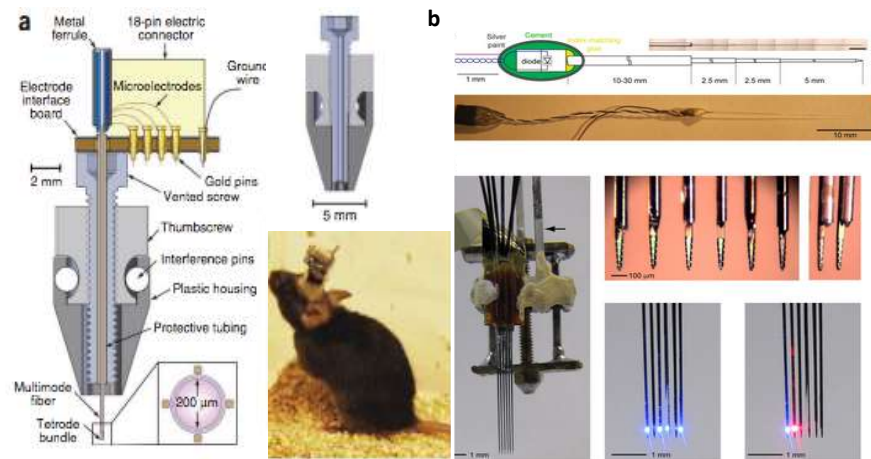 a
Metal
ferrule
18-pin electric
connector
Microelectrodes
Ground
wire
Electrode
interface
board
2 mm
Gold pins
Vented screw
Thumbscrew
Interference pins
Plastic housing
Protective tubing
Multimode
fiber
Tetrode
bundle
200 µm
5 mm
b
Silver
paint
Cement
diode
1 mm
10-30 mm
2.5 mm
2.5 mm
5 mm
10 mm
1 mm
100 µm
1 mm
1 mm